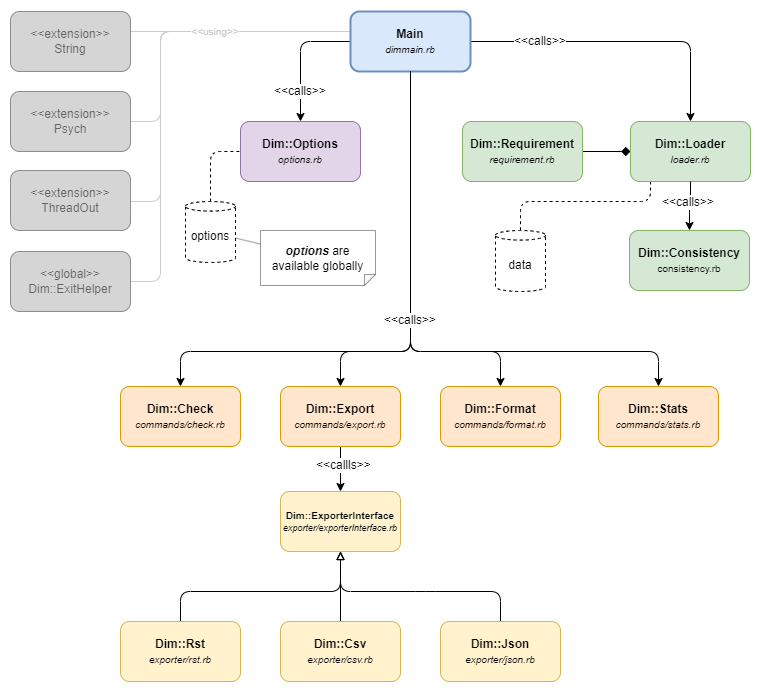 <<extension>>
String
<<using>>
Main
dimmain.rb
<<calls>>
<<calls>>
<<extension>>
Psych
Dim::Options
options.rb
Dim::Requirement
requirement.rb
Dim::Loader
loader.rb
<<extension>>
ThreadOut
<<calls>>
options
options are
available globally
data
Dim::Consistency
consistency.rb
<<global>>
Dim::ExitHelper
<<calls>>
Dim::Check
commands/check.rb
Dim::Export
commands/export.rb
Dim::Format
commands/format.rb
Dim::Stats
commands/stats.rb
<<callls>>
Dim::ExporterInterface
exporter/exporterInterface.rb
Dim::Rst
exporter/rst.rb
Dim::Csv
exporter/csv.rb
Dim::Json
exporter/json.rb